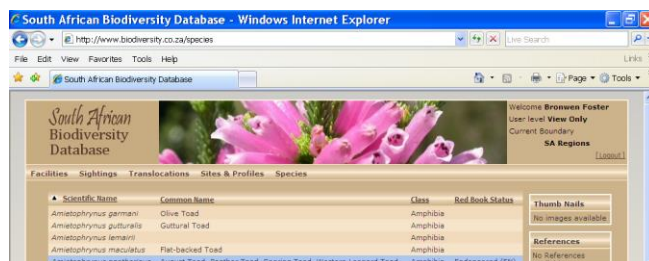 South African Biodiversity Database - Windows Internet Explorer
http://www.biodiversity.co.za/species
Live Search
File Edit View Favorites Tools Help
Links
South African Biodiversity Database
Page Tools
South African
Biodiversity
Database
Welcome Bronwen Foster
User level View Only
Current Boundary
SA Regions
[Logout]
Facilities Sightings Translocations Sites & Profiles Species
Scientific Name Common Name Class Red Book Status
Amietophrynus garmani Olive Toad Amphibia
Amietophrynus gutturalis Guttural Toad Amphibia
Amietophrynus lemairii Amphibia
Amietophrynus maculatus Flat-backed Toad Amphibia
Thumb Nails
No images available
References
No References